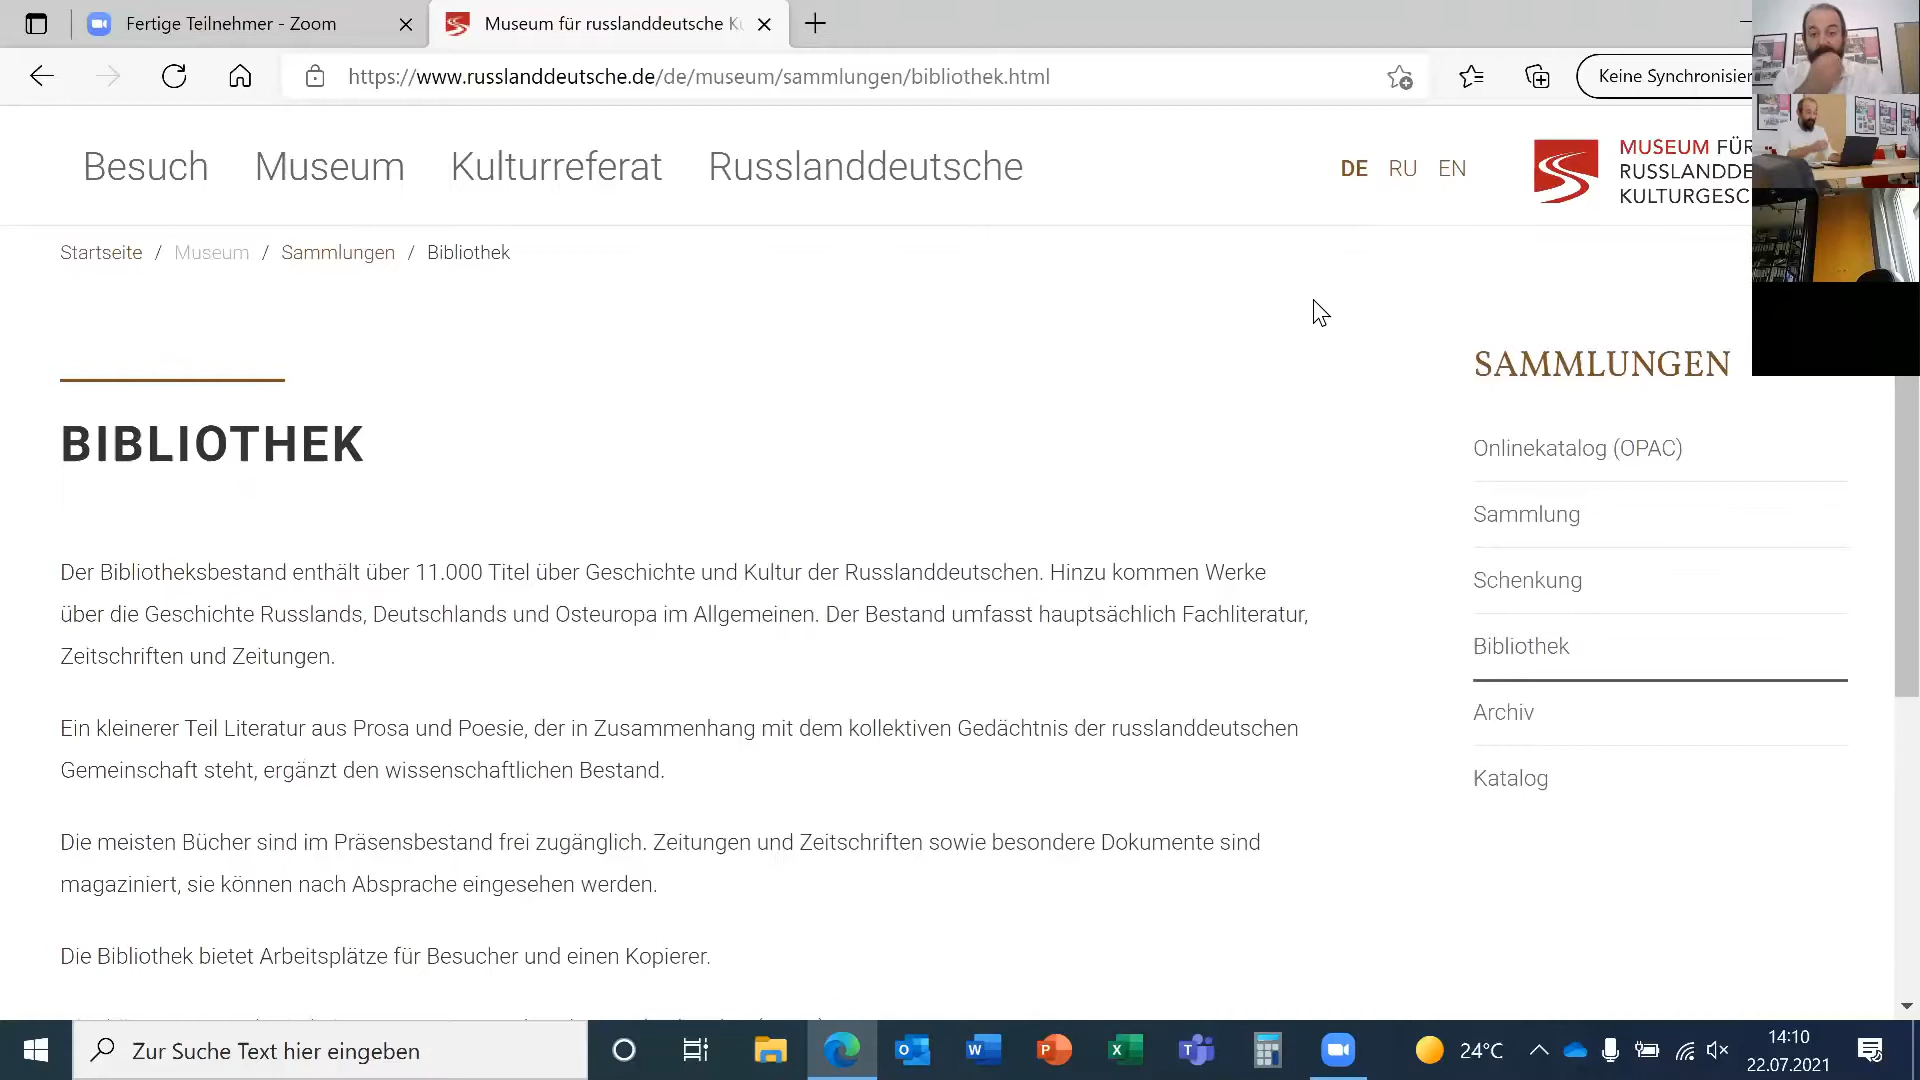 Fertige Teilnehmer - Zoom
Museum für russlanddeutsche Ku
https://www.russlanddeutsche.de/de/museum/sammlungen/bibliothek.html
Keine Synchronisier
Besuch Museum Kulturreferat Russlanddeutsche
DE RU EN
MUSEUM FÜR
RUSSLANDDE
KULTURGESC
Startseite / Museum / Sammlungen / Bibliothek
BIBLIOTHEK
Der Bibliotheksbestand enthält über 11.000 Titel über Geschichte und Kultur der Russlanddeutschen. Hinzu kommen Werke
über die Geschichte Russlands, Deutschlands und Osteuropa im Allgemeinen. Der Bestand umfasst hauptsächlich Fachliteratur,
Zeitschriften und Zeitungen.
Ein kleinerer Teil Literatur aus Prosa und Poesie, der in Zusammenhang mit dem kollektiven Gedächtnis der russlanddeutschen
Gemeinschaft steht, ergänzt den wissenschaftlichen Bestand.
Die meisten Bücher sind im Präsensbestand frei zugänglich. Zeitungen und Zeitschriften sowie besondere Dokumente sind
magaziniert, sie können nach Absprache eingesehen werden.
Die Bibliothek bietet Arbeitsplätze für Besucher und einen Kopierer.
SAMMLUNGEN
Onlinekatalog (OPAC)
Sammlung
Schenkung
Bibliothek
Archiv
Katalog
Zur Suche Text hier eingeben
24°C
14:10
22.07.2021